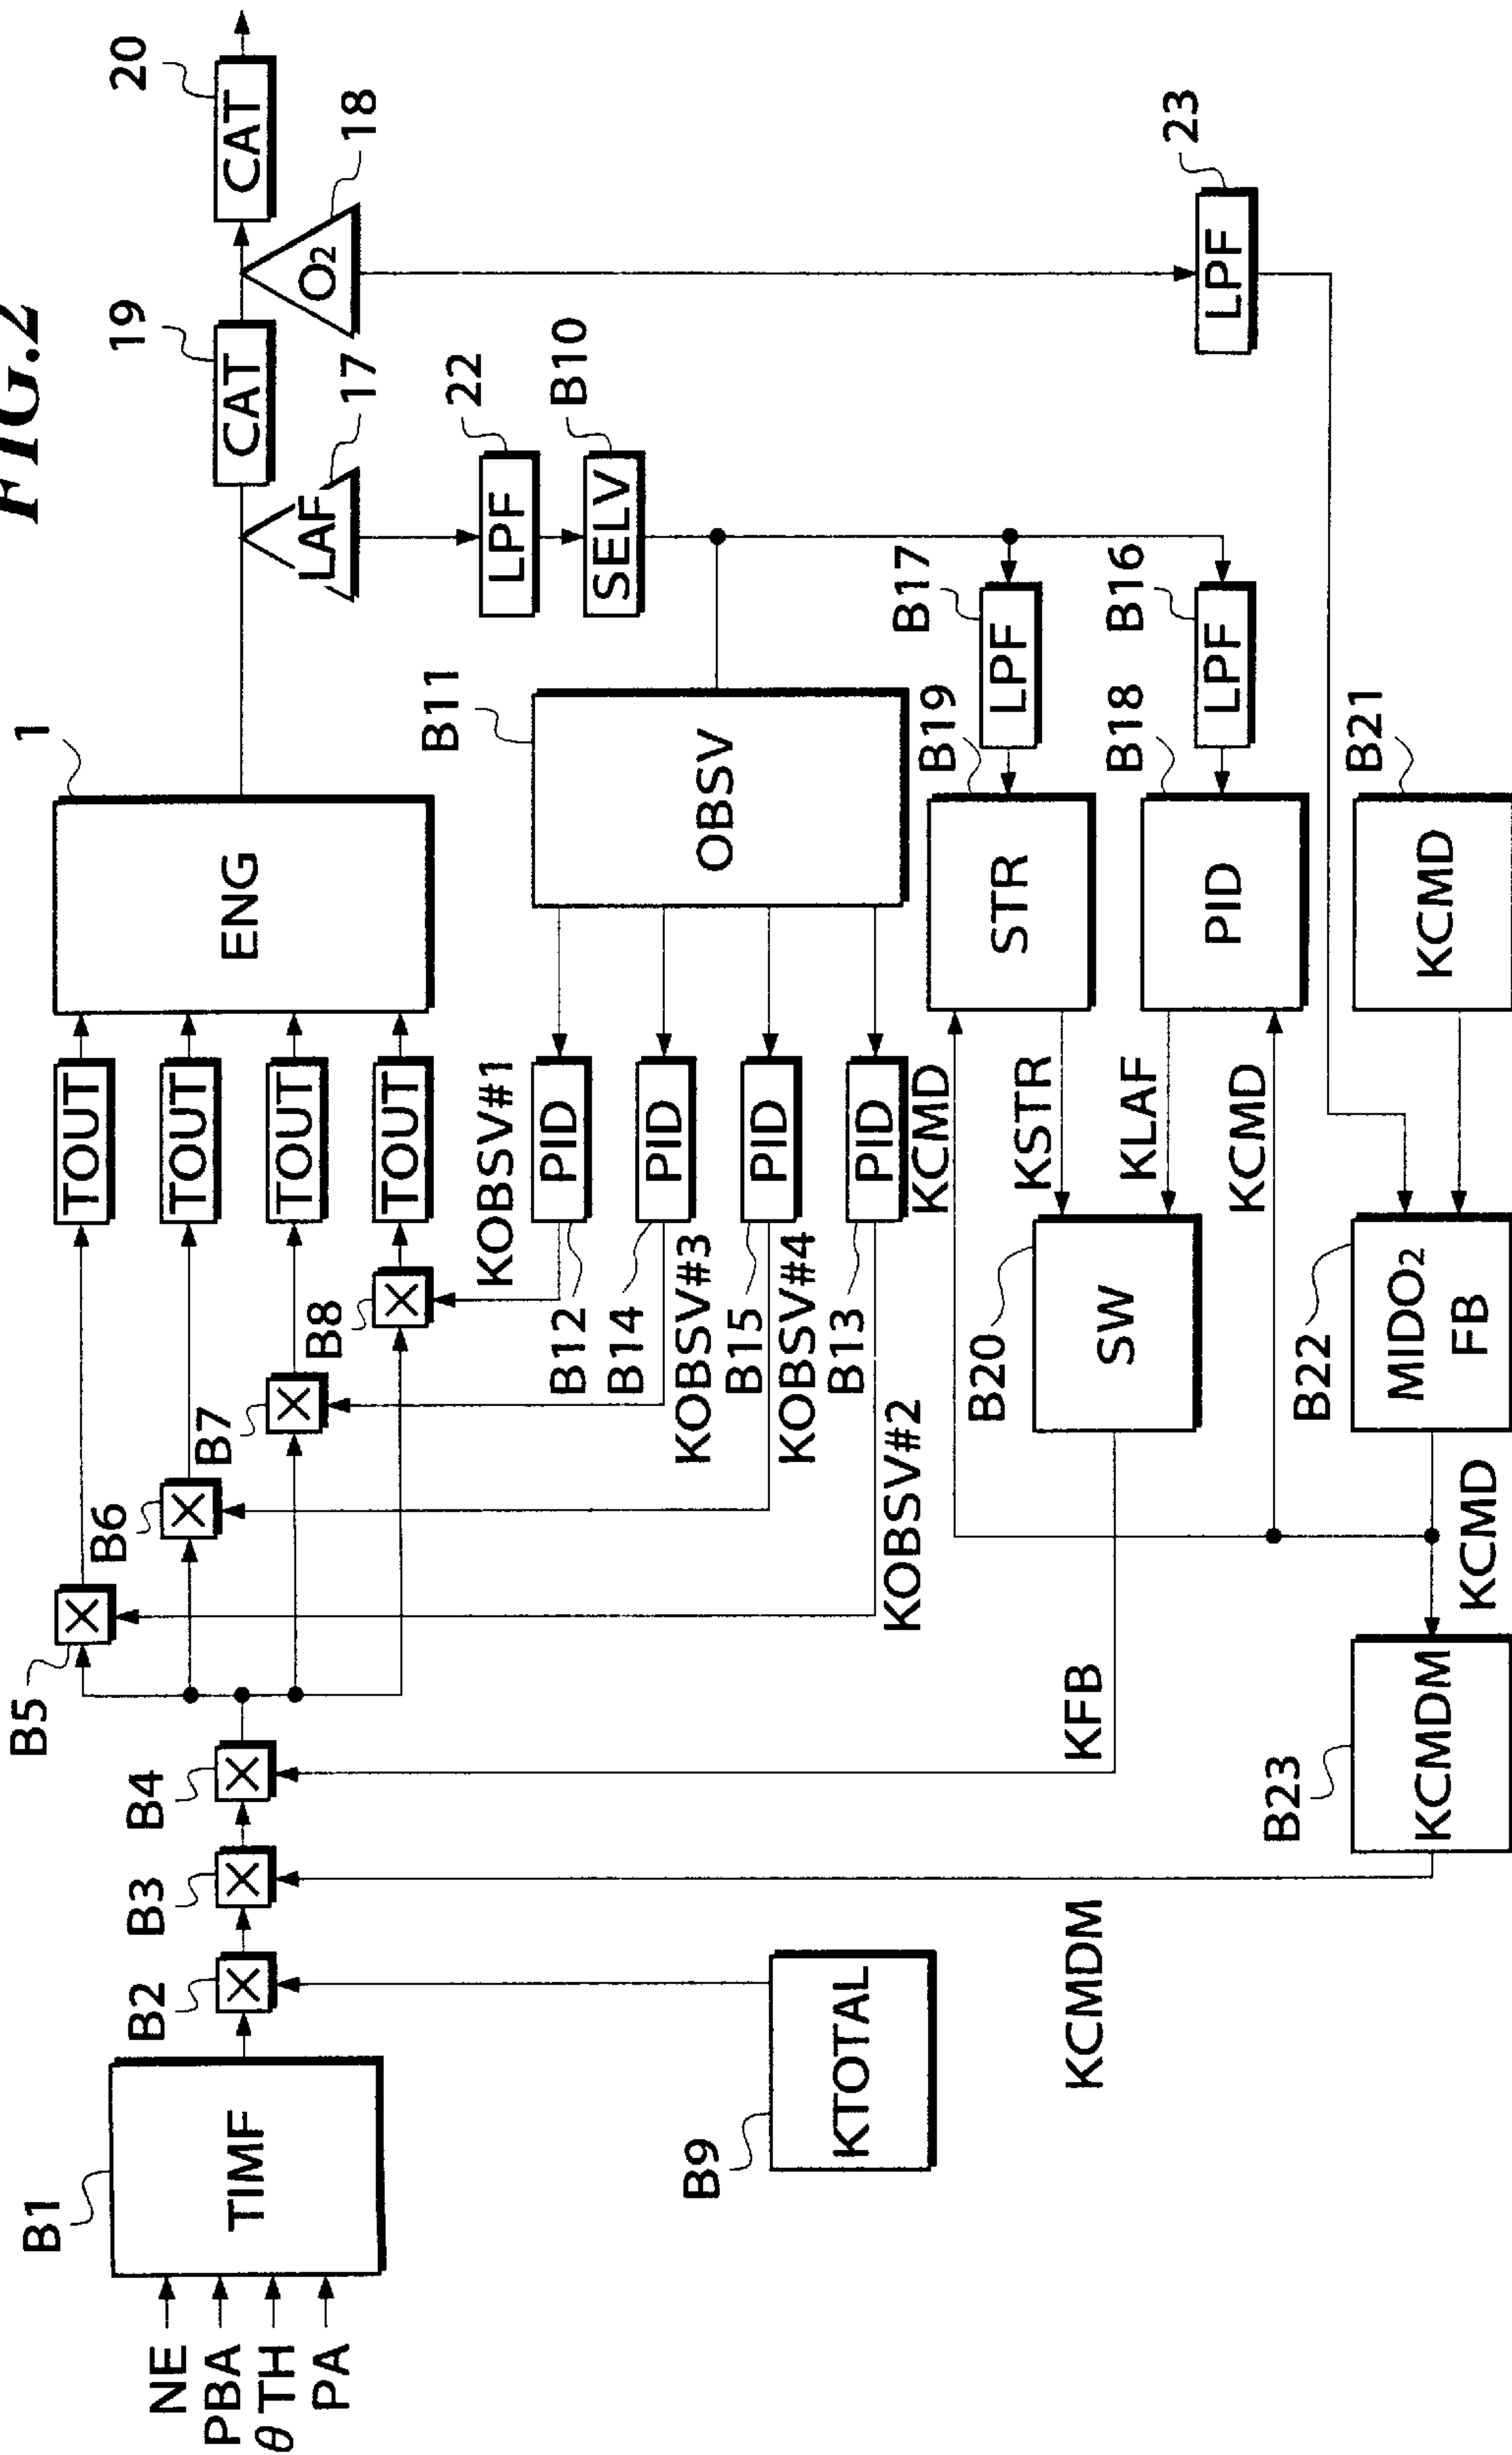 FIG.2
NE
PBA
θTH
PA
B1
TIMF
B2
B3
B4
B5
B6
B7
B8
TOUT
TOUT
TOUT
TOUT
1
ENG
19
CAT
20
CAT
17
LAF
18
O2
22
LPF
B10
SELV
B11
OBSV
KOBSV#1
PID
B12
PID
B14
KOBSV#3
PID
B15
KOBSV#4
PID
B13
KOBSV#2
B9
KTOTAL
KCMD
B19
STR
B17
LPF
KSTR
B20
SW
KFB
KLAF
B18
PID
B16
LPF
KCMD
23
LPF
B21
KCMD
B22
MIDO2
FB
KCMD
B23
KCMDM
KCMDM